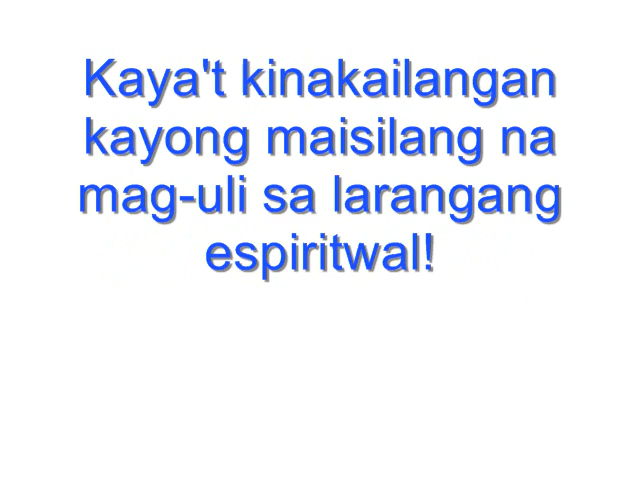 Kaya't kinakailangan
kayong maisilang na
mag-uli sa larangang
espiritwal!